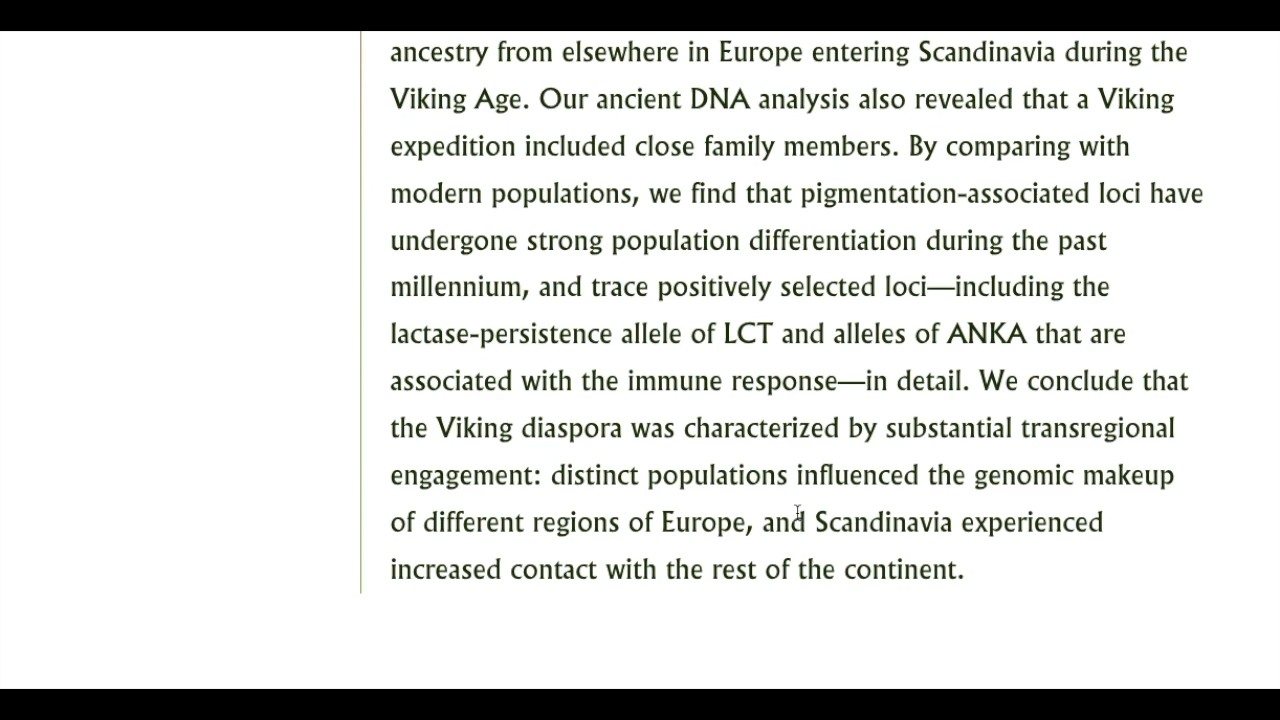 ancestry from elsewhere in Europe entering Scandinavia during the
Viking Age. Our ancient DNA analysis also revealed that a Viking
expedition included close family members. By comparing with
modern populations, we find that pigmentation-associated loci have
undergone strong population differentiation during the past
millennium, and trace positively selected loci—including the
lactase-persistence allele of LCT and alleles of ANKA that are
associated with the immune response—in detail. We conclude that
the Viking diaspora was characterized by substantial transregional
engagement: distinct populations influenced the genomic makeup
of different regions of Europe, and Scandinavia experienced
increased contact with the rest of the continent.